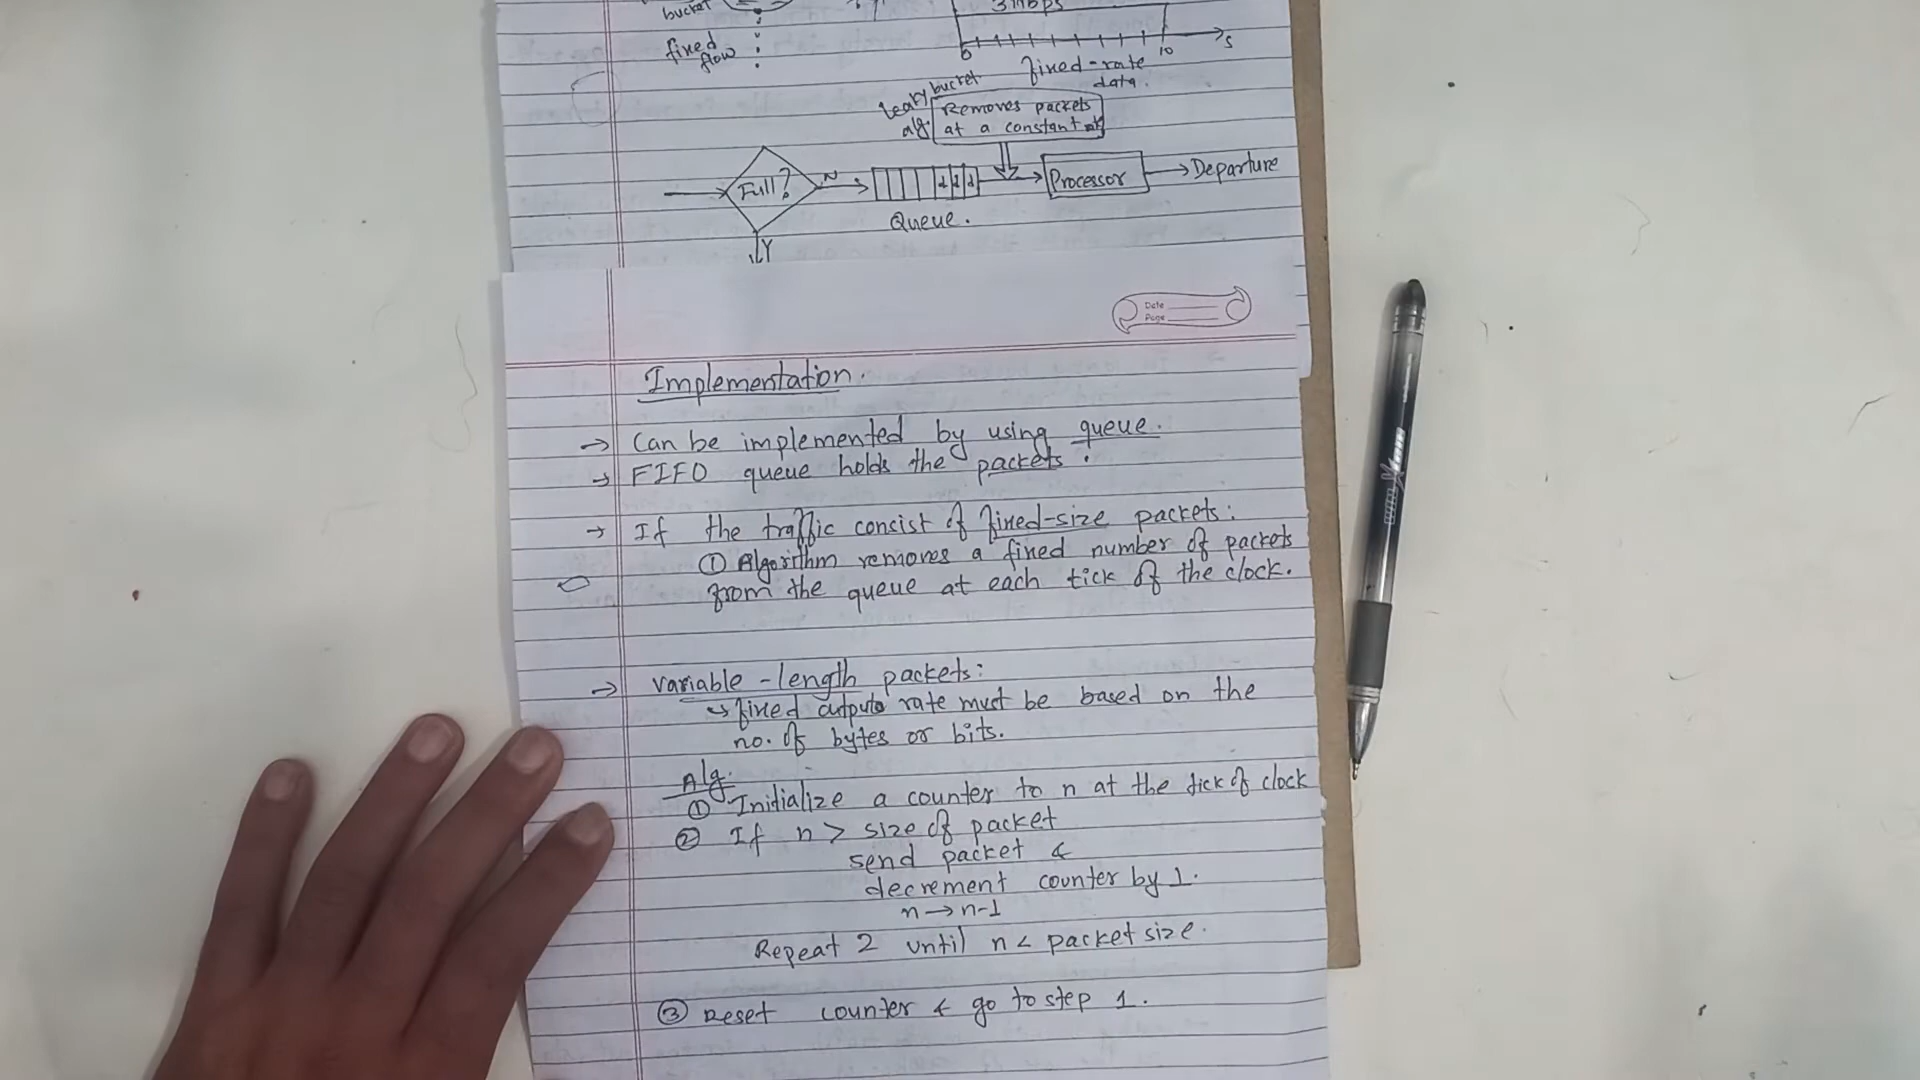 bucket
3 Mbps
fixed
flow
0
10
s
fixed-rate
data.
leaky bucket
alg.
Removes packets
at a constant
Full?
N
Processor
Departure
Queue.
Y
Date
Page
Implementation.
→ Can be implemented by using queue.
→ FIFO queue holds the packets.
→ If the traffic consist of fixed-size packets:
① Algorithm removes a fixed number of packets
from the queue at each tick of the clock.
→ variable-length packets:
↳ fixed output rate must be based on the
no. of bytes or bits.
Alg.
① Initialize a counter to n at the tick of clock
② If n > size of packet
send packet &
decrement counter by 1.
n → n-1
Repeat 2 until n < packet size.
③ Reset counter & go to step 1.